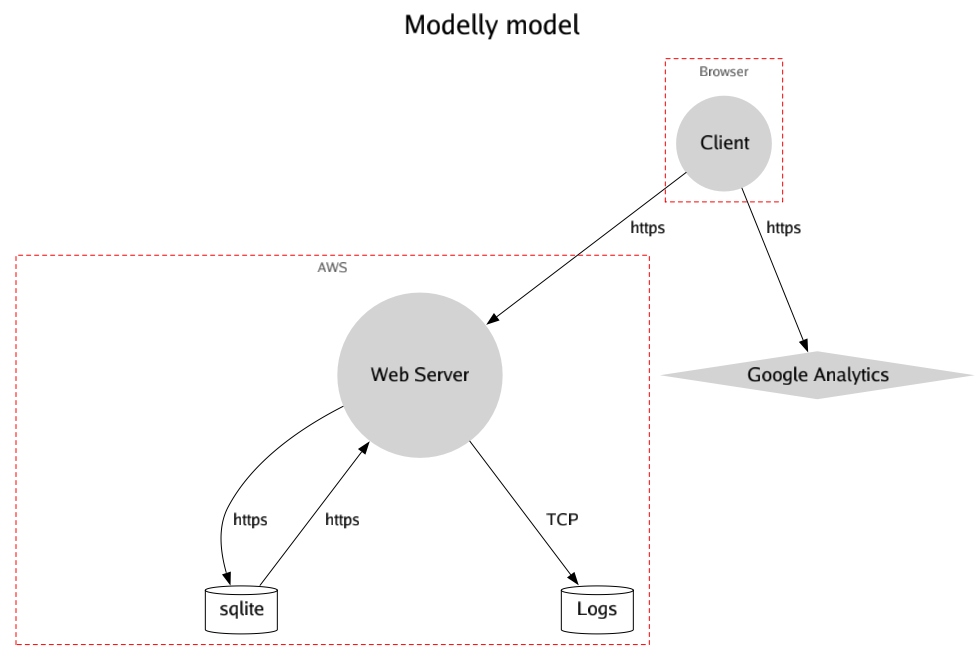 Modelly model
Browser
Client
https
https
AWS
Web Server
Google Analytics
https
https
TCP
sqlite
Logs